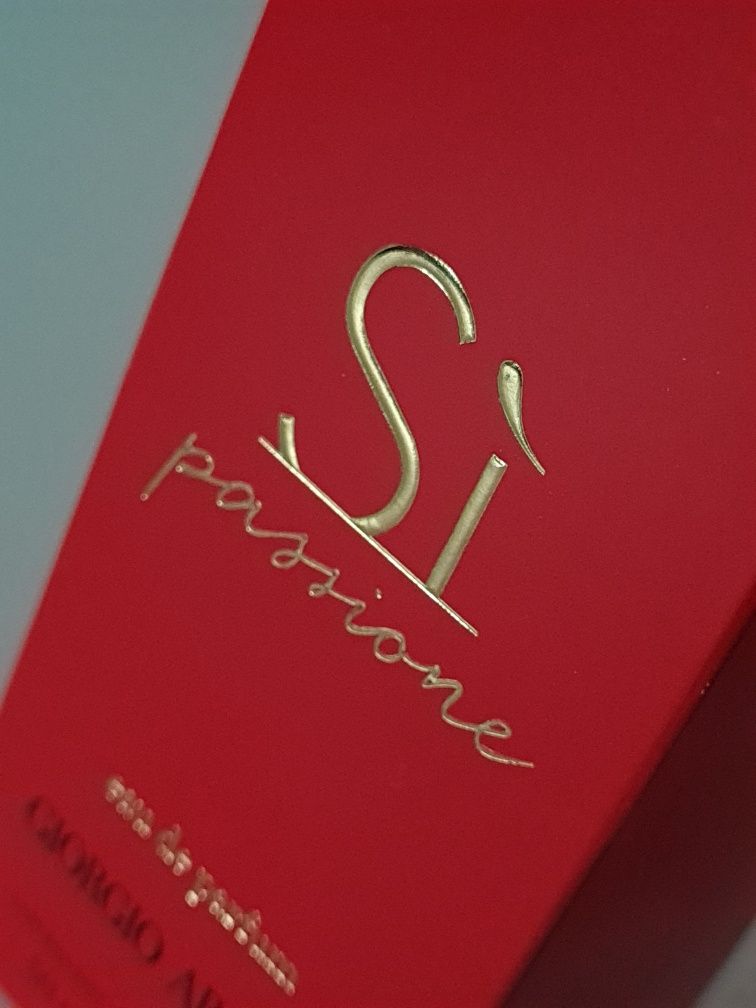 Sì
passione
eau de parfum
GIORGIO AR